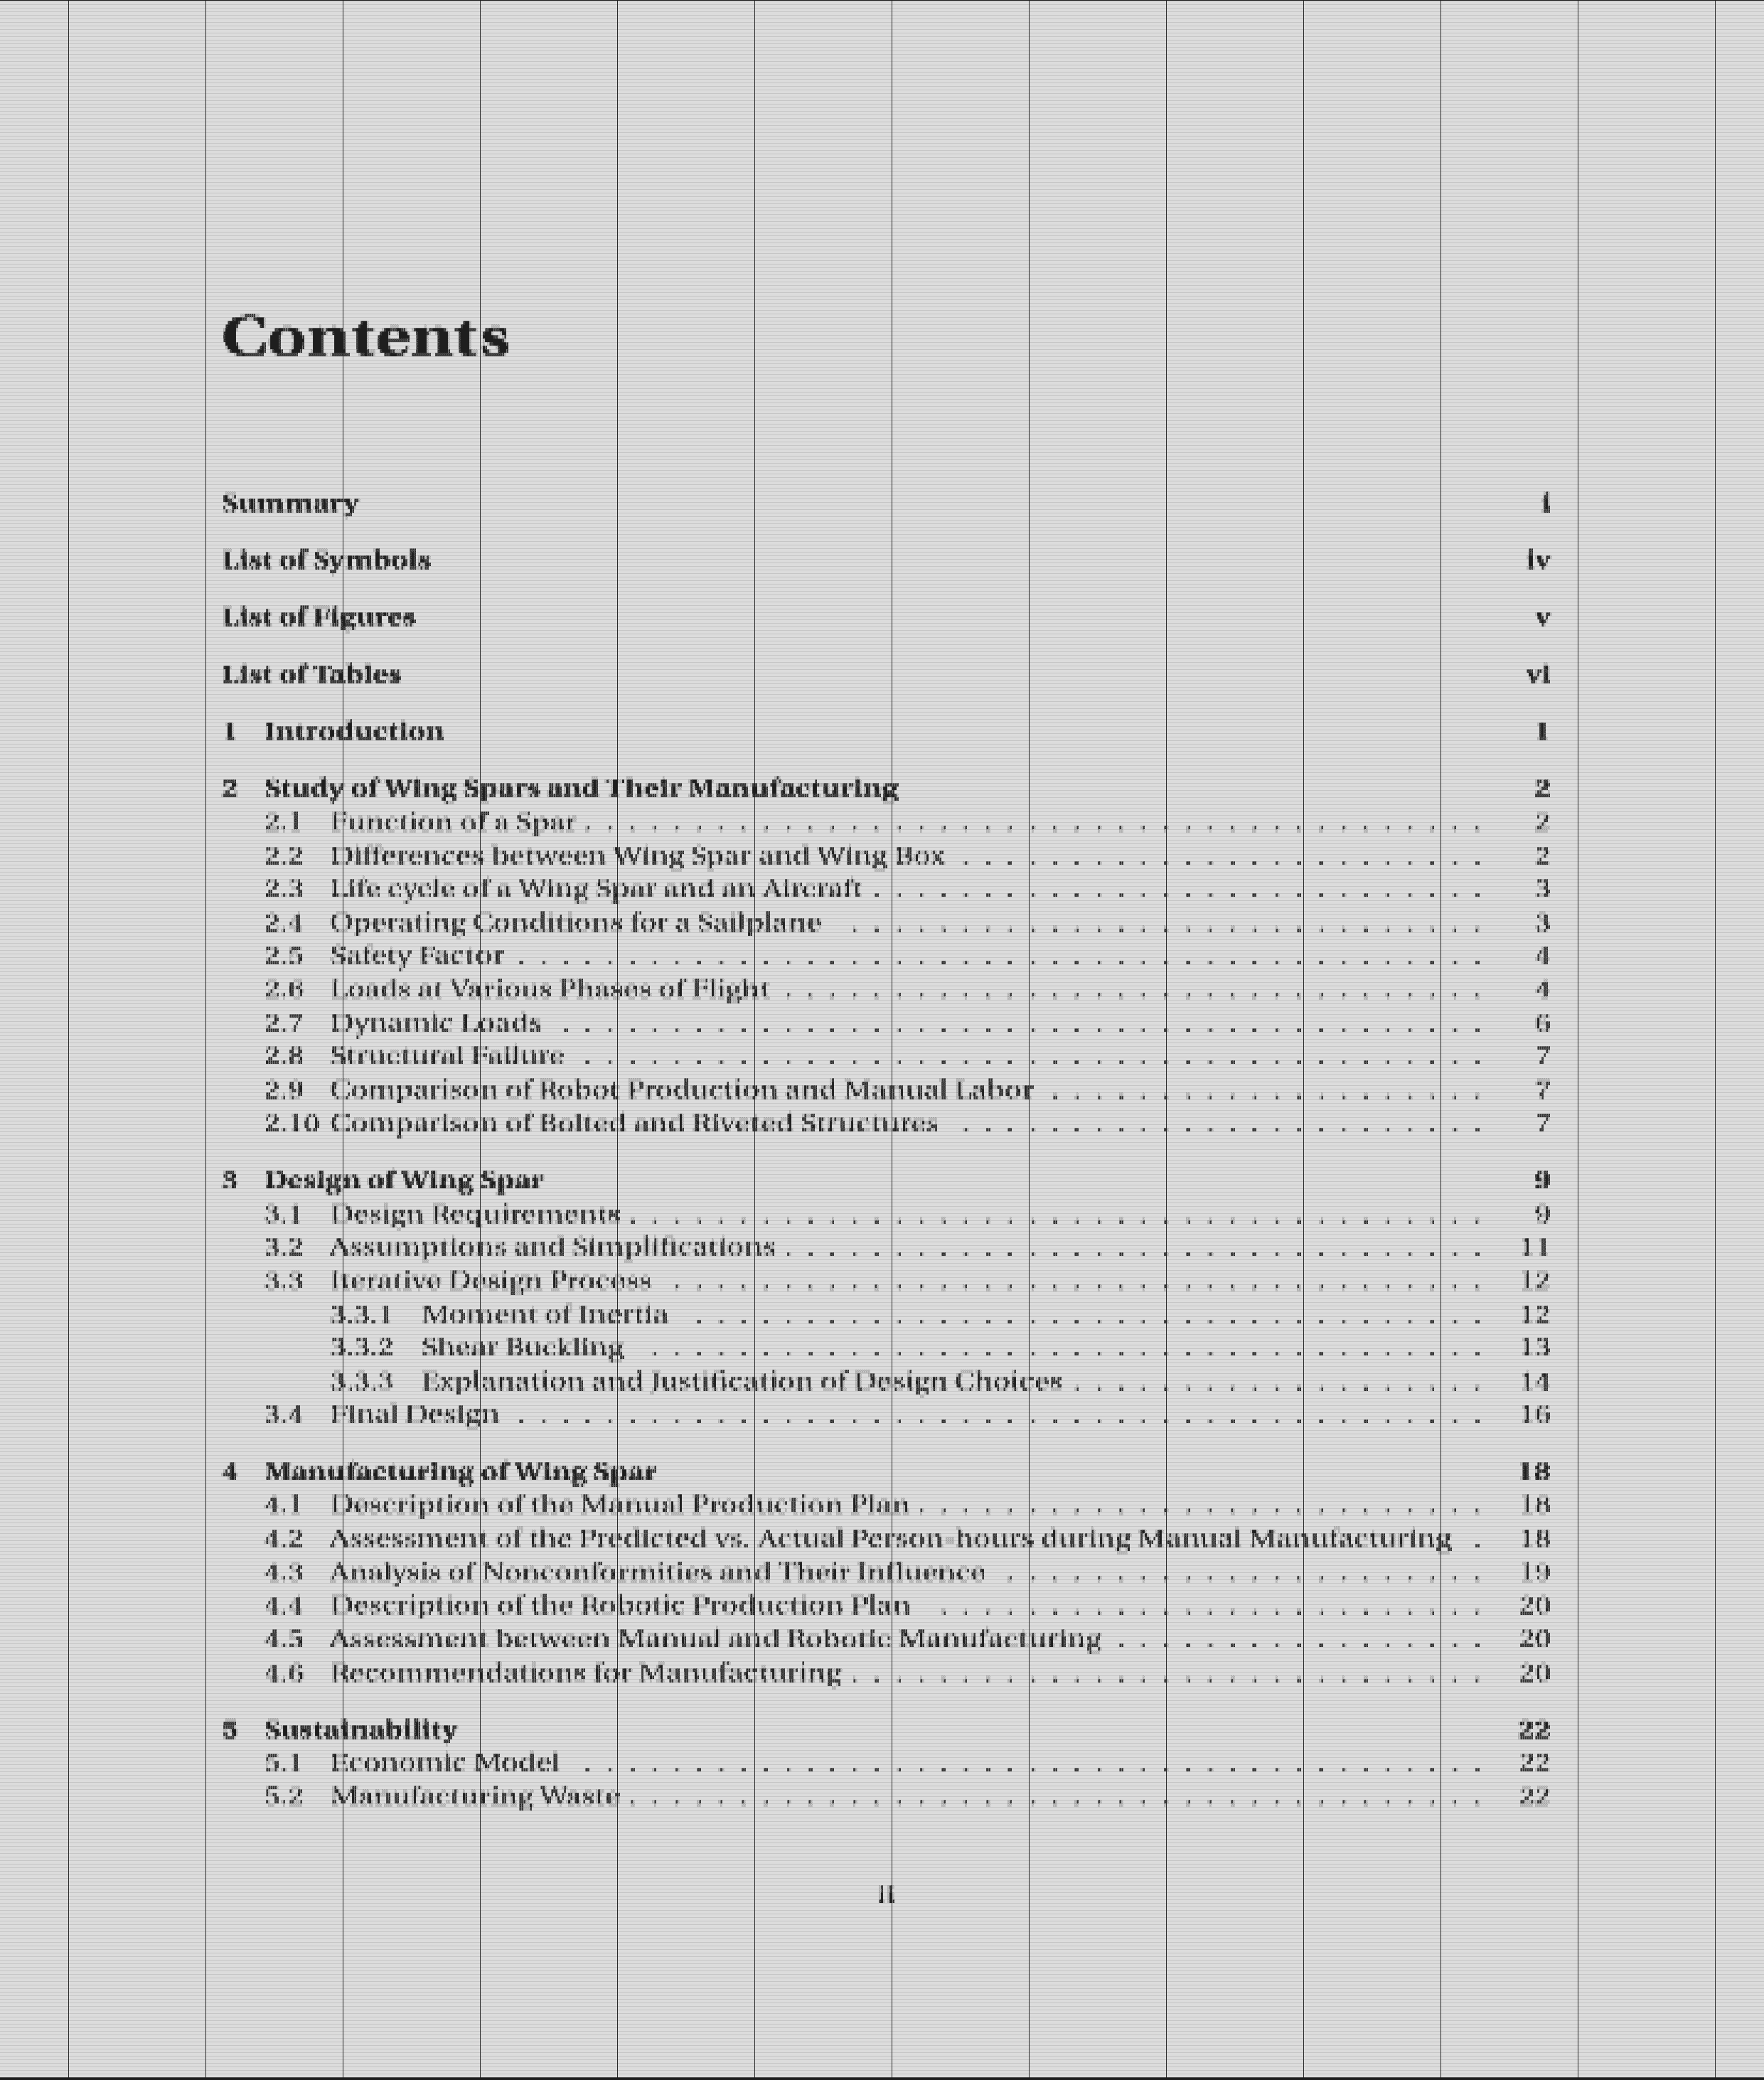 Contents
Summary i
List of Symbols iv
List of Figures v
List of Tables vi
1 Introduction 1
2 Study of Wing Spars and Their Manufacturing 2
2.1 Function of a Spar . . . . . . . . . . . . . . . . . . . . . . . . . . . . . . . . . . . . . . . . . 2
2.2 Differences between Wing Spar and Wing Box . . . . . . . . . . . . . . . . . . . . . . . . 2
2.3 Life cycle of a Wing Spar and an Aircraft . . . . . . . . . . . . . . . . . . . . . . . . . . . . 3
2.4 Operating Conditions for a Sailplane . . . . . . . . . . . . . . . . . . . . . . . . . . . . . 3
2.5 Safety Factor . . . . . . . . . . . . . . . . . . . . . . . . . . . . . . . . . . . . . . . . . . . . 4
2.6 Loads at Various Phases of Flight . . . . . . . . . . . . . . . . . . . . . . . . . . . . . . . . 4
2.7 Dynamic Loads . . . . . . . . . . . . . . . . . . . . . . . . . . . . . . . . . . . . . . . . . . 6
2.8 Structural Failure . . . . . . . . . . . . . . . . . . . . . . . . . . . . . . . . . . . . . . . . . 7
2.9 Comparison of Robot Production and Manual Labor . . . . . . . . . . . . . . . . . . . . 7
2.10 Comparison of Bolted and Riveted Structures . . . . . . . . . . . . . . . . . . . . . . . . 7
3 Design of Wing Spar 9
3.1 Design Requirements . . . . . . . . . . . . . . . . . . . . . . . . . . . . . . . . . . . . . . . 9
3.2 Assumptions and Simplifications . . . . . . . . . . . . . . . . . . . . . . . . . . . . . . . . 11
3.3 Iterative Design Process . . . . . . . . . . . . . . . . . . . . . . . . . . . . . . . . . . . . . 12
3.3.1 Moment of Inertia . . . . . . . . . . . . . . . . . . . . . . . . . . . . . . . . . . . . 12
3.3.2 Shear Buckling . . . . . . . . . . . . . . . . . . . . . . . . . . . . . . . . . . . . . . 13
3.3.3 Explanation and Justification of Design Choices . . . . . . . . . . . . . . . . . . . 14
3.4 Final Design . . . . . . . . . . . . . . . . . . . . . . . . . . . . . . . . . . . . . . . . . . . . 16
4 Manufacturing of Wing Spar 18
4.1 Description of the Manual Production Plan . . . . . . . . . . . . . . . . . . . . . . . . . . 18
4.2 Assessment of the Predicted vs. Actual Person-hours during Manual Manufacturing . 18
4.3 Analysis of Nonconformities and Their Influence . . . . . . . . . . . . . . . . . . . . . . 19
4.4 Description of the Robotic Production Plan . . . . . . . . . . . . . . . . . . . . . . . . . 20
4.5 Assessment between Manual and Robotic Manufacturing . . . . . . . . . . . . . . . . . 20
4.6 Recommendations for Manufacturing . . . . . . . . . . . . . . . . . . . . . . . . . . . . . 20
5 Sustainability 22
5.1 Economic Model . . . . . . . . . . . . . . . . . . . . . . . . . . . . . . . . . . . . . . . . . 22
5.2 Manufacturing Waste . . . . . . . . . . . . . . . . . . . . . . . . . . . . . . . . . . . . . . . 22
ii